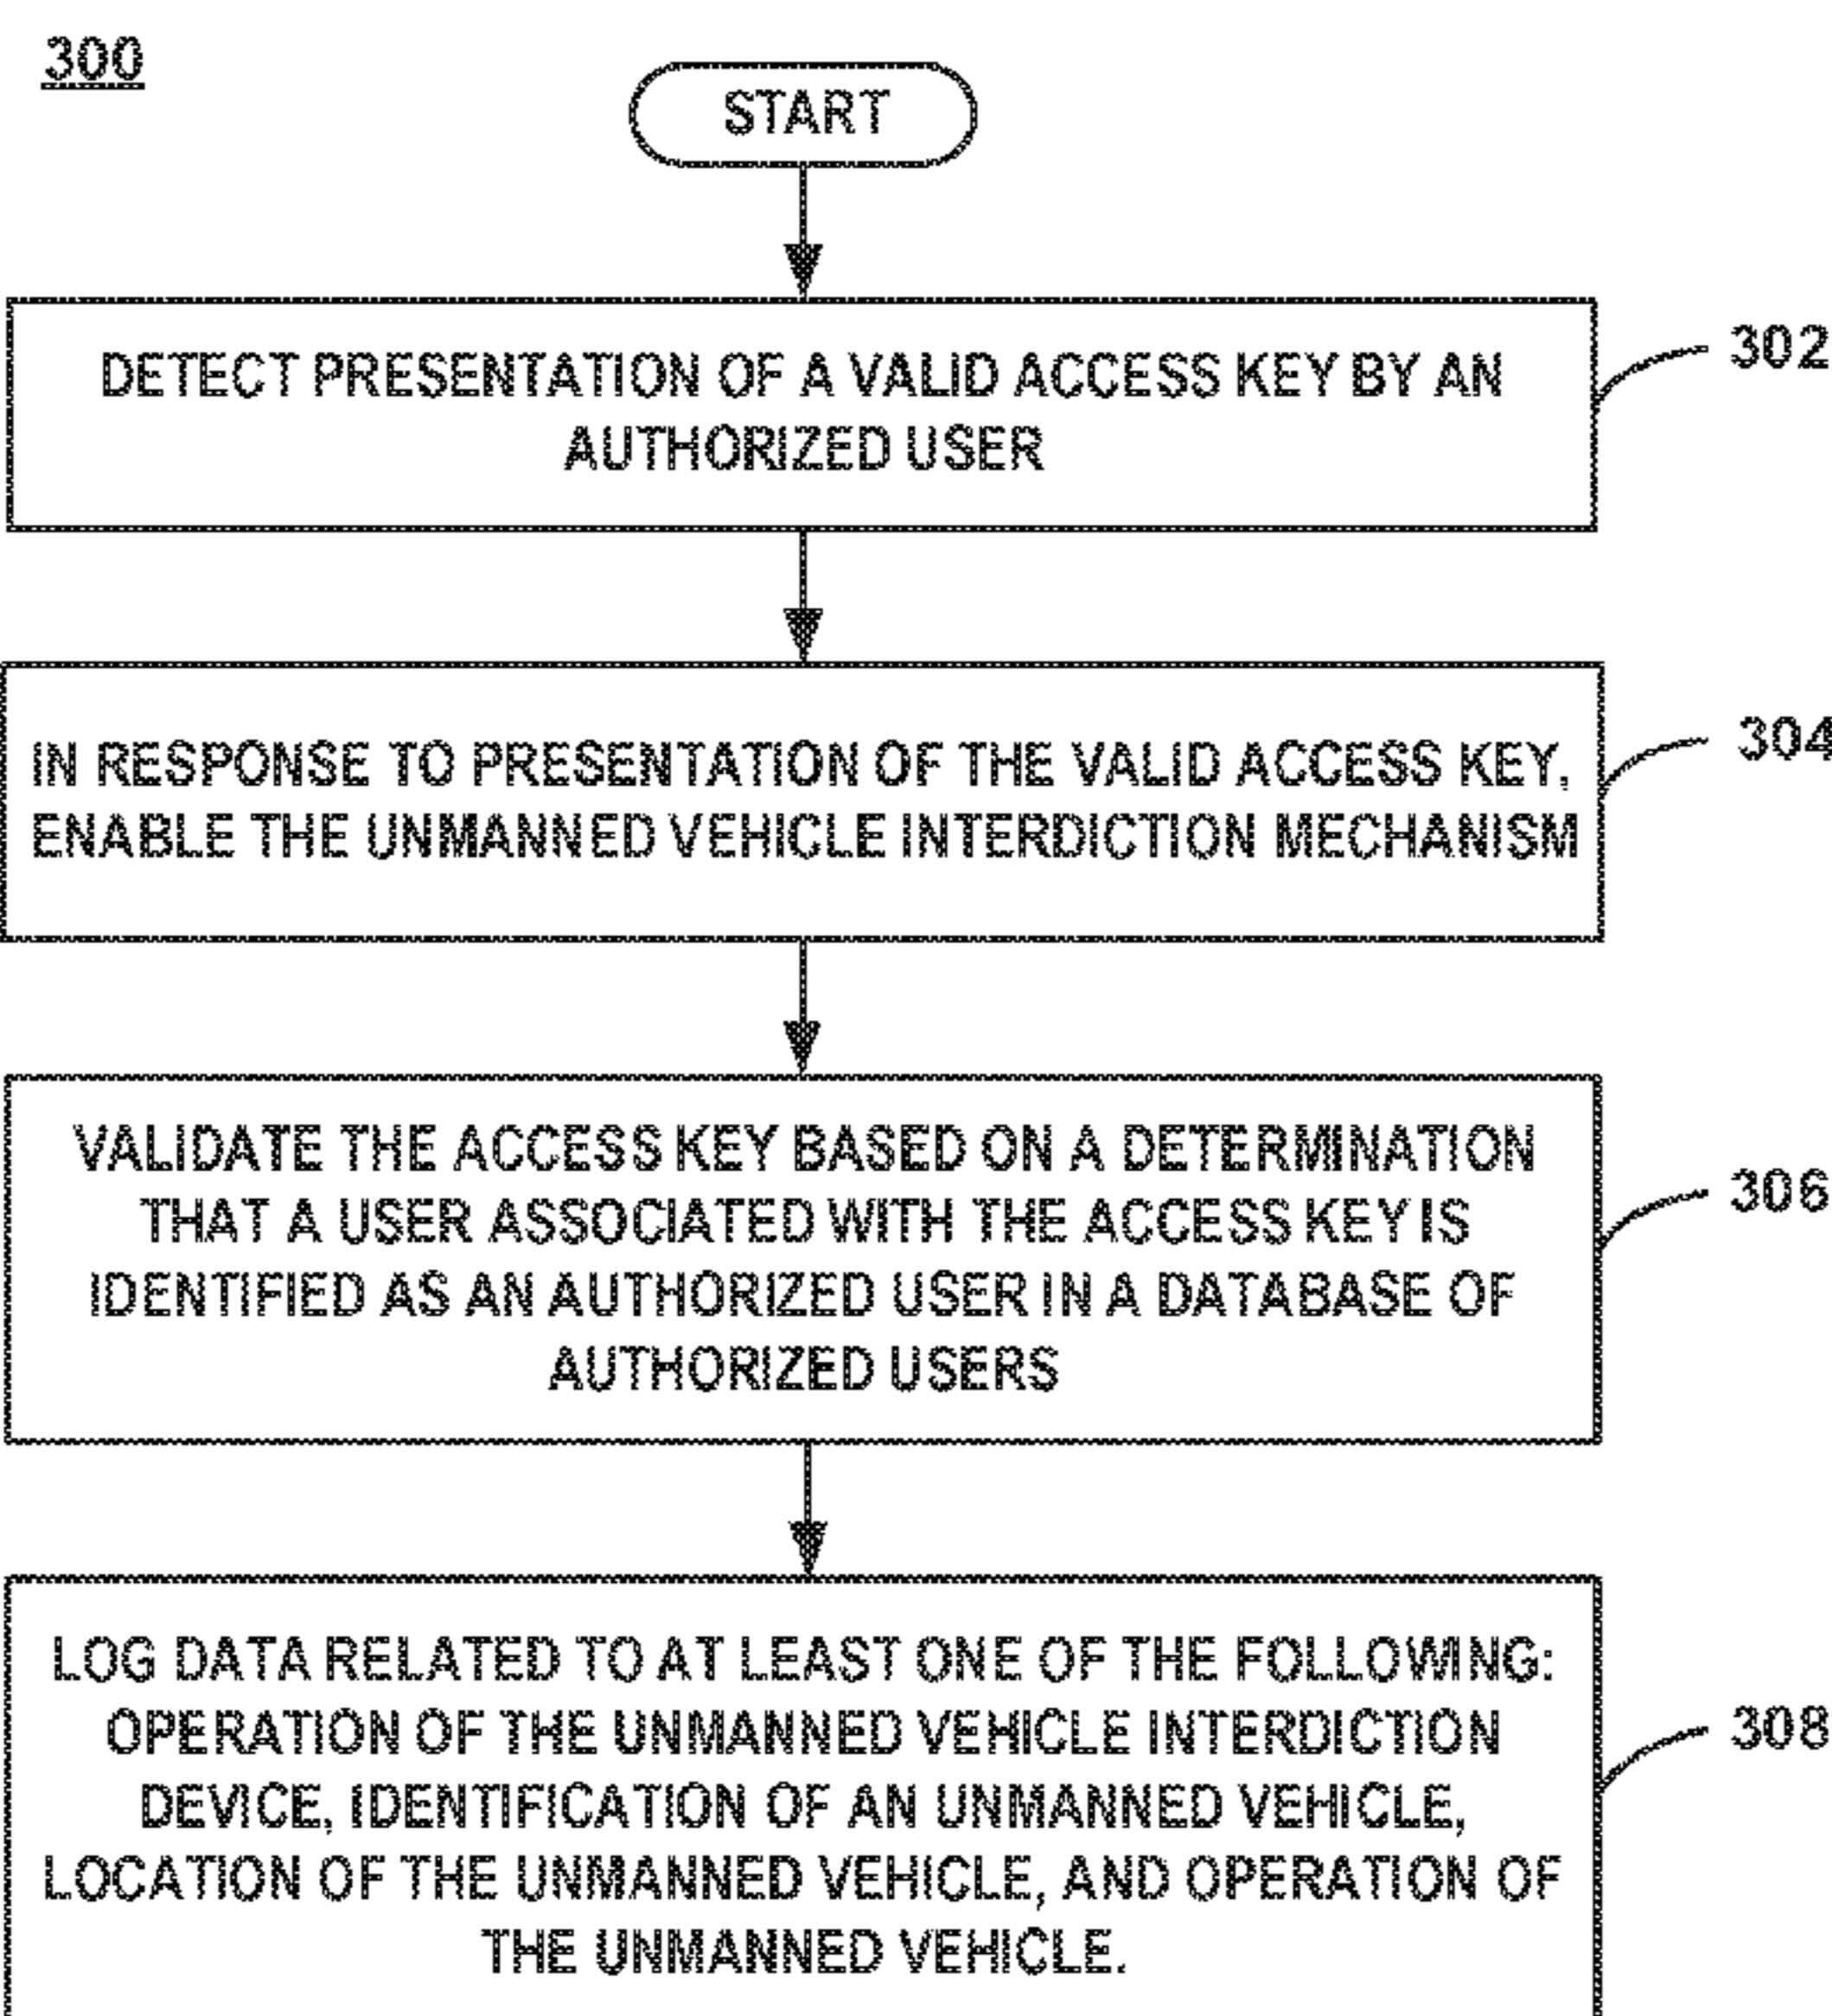 300
START
DETECT PRESENTATION OF A VALID ACCESS KEY BY AN
AUTHORIZED USER
302
IN RESPONSE TO PRESENTATION OF THE VALID ACCESS KEY,
ENABLE THE UNMANNED VEHICLE INTERDICTION MECHANISM
304
VALIDATE THE ACCESS KEY BASED ON A DETERMINATION
THAT A USER ASSOCIATED WITH THE ACCESS KEY IS
IDENTIFIED AS AN AUTHORIZED USER IN A DATABASE OF
AUTHORIZED USERS
306
LOG DATA RELATED TO AT LEAST ONE OF THE FOLLOWING:
OPERATION OF THE UNMANNED VEHICLE INTERDICTION
DEVICE, IDENTIFICATION OF AN UNMANNED VEHICLE,
LOCATION OF THE UNMANNED VEHICLE, AND OPERATION OF
THE UNMANNED VEHICLE.
308